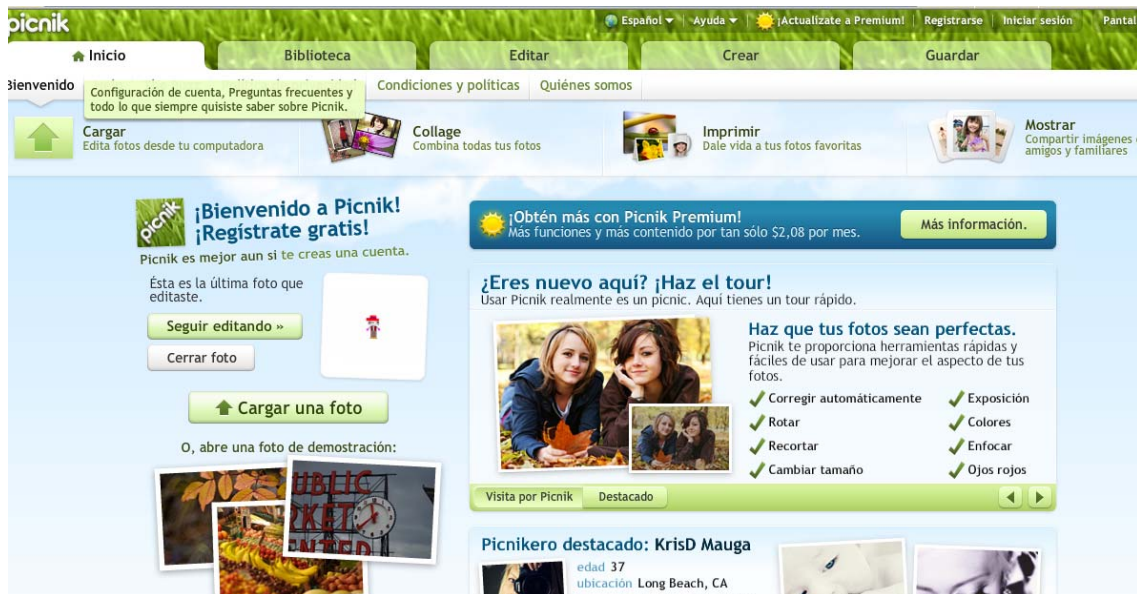 picnik
Español Ayuda ¡Actualízate a Premium! Registrarse Iniciar sesión Pantal
Inicio Biblioteca Editar Crear Guardar
Bienvenido Condiciones y políticas Quiénes somos
Configuración de cuenta, Preguntas frecuentes y
todo lo que siempre quisiste saber sobre Picnik.
Cargar
Edita fotos desde tu computadora
Collage
Combina todas tus fotos
Imprimir
Dale vida a tus fotos favoritas
Mostrar
Compartir imágenes
amigos y familiares
picnik
¡Bienvenido a Picnik!
¡Regístrate gratis!
Picnik es mejor aun si te creas una cuenta.
Ésta es la última foto que
editaste.
Seguir editando »
Cerrar foto
Cargar una foto
O, abre una foto de demostración:
UBLIC
RKET
ENTER
¡Obtén más con Picnik Premium!
Más funciones y más contenido por tan sólo $2,08 por mes.
Más información.
¿Eres nuevo aquí? ¡Haz el tour!
Usar Picnik realmente es un picnic. Aquí tienes un tour rápido.
Haz que tus fotos sean perfectas.
Picnik te proporciona herramientas rápidas y
fáciles de usar para mejorar el aspecto de tus
fotos.
Corregir automáticamente Exposición
Rotar Colores
Recortar Enfocar
Cambiar tamaño Ojos rojos
Visita por Picnik Destacado
Picnikero destacado: KrisD Mauga
edad 37
ubicación Long Beach, CA